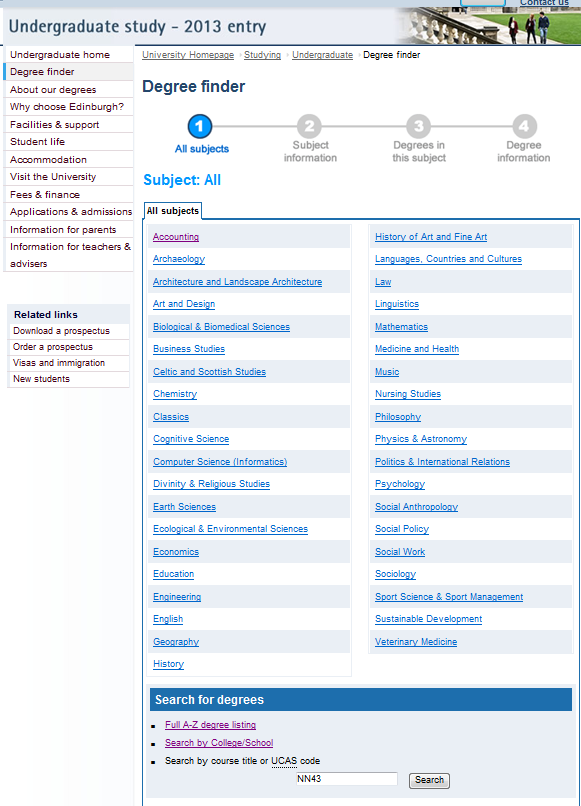 Contact us
Undergraduate study - 2013 entry
Undergraduate home
Degree finder
About our degrees
Why choose Edinburgh?
Facilities & support
Student life
Accommodation
Visit the University
Fees & finance
Applications & admissions
Information for parents
Information for teachers &
advisers
Related links
Download a prospectus
Order a prospectus
Visas and immigration
New students
University Homepage › Studying › Undergraduate › Degree finder
Degree finder
1 2 3 4
All subjects
Subject
information
Degrees in
this subject
Degree
information
Subject: All
All subjects
Accounting
Archaeology
Architecture and Landscape Architecture
Art and Design
Biological & Biomedical Sciences
Business Studies
Celtic and Scottish Studies
Chemistry
Classics
Cognitive Science
Computer Science (Informatics)
Divinity & Religious Studies
Earth Sciences
Ecological & Environmental Sciences
Economics
Education
Engineering
English
Geography
History
History of Art and Fine Art
Languages, Countries and Cultures
Law
Linguistics
Mathematics
Medicine and Health
Music
Nursing Studies
Philosophy
Physics & Astronomy
Politics & International Relations
Psychology
Social Anthropology
Social Policy
Social Work
Sociology
Sport Science & Sport Management
Sustainable Development
Veterinary Medicine
Search for degrees
Full A-Z degree listing
Search by College/School
Search by course title or UCAS code
NN43
Search